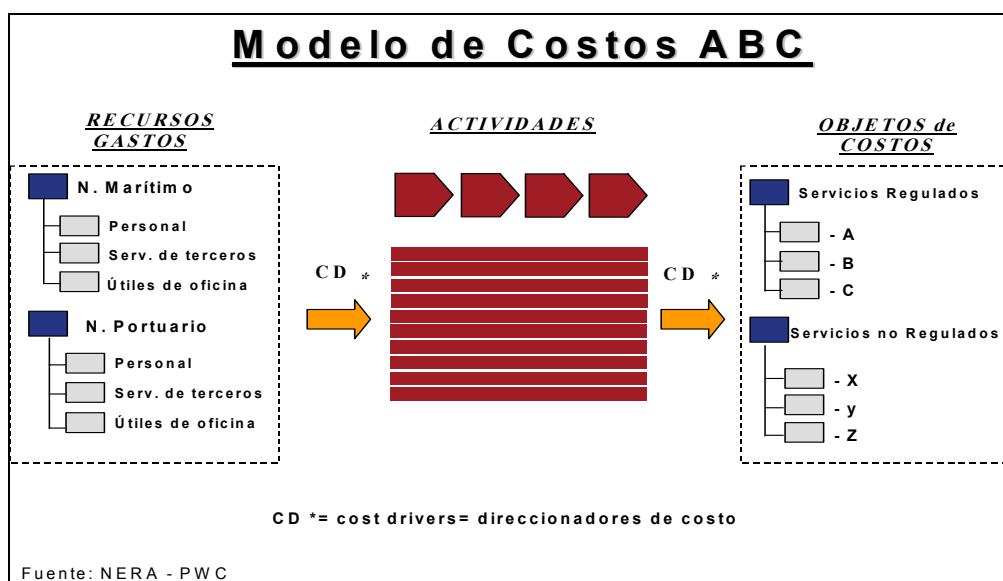 Modelo de Costos ABC
RECURSOS
GASTOS
N. Marítimo
Personal
Serv. de terceros
Útiles de oficina
N. Portuario
Personal
Serv. de terceros
Útiles de oficina
CD *
ACTIVIDADES
CD *
OBJETOS de
COSTOS
Servicios Regulados
- A
- B
- C
Servicios no Regulados
- X
- y
- Z
CD *= cost drivers= direccionadores de costo
Fuente: NERA - PWC